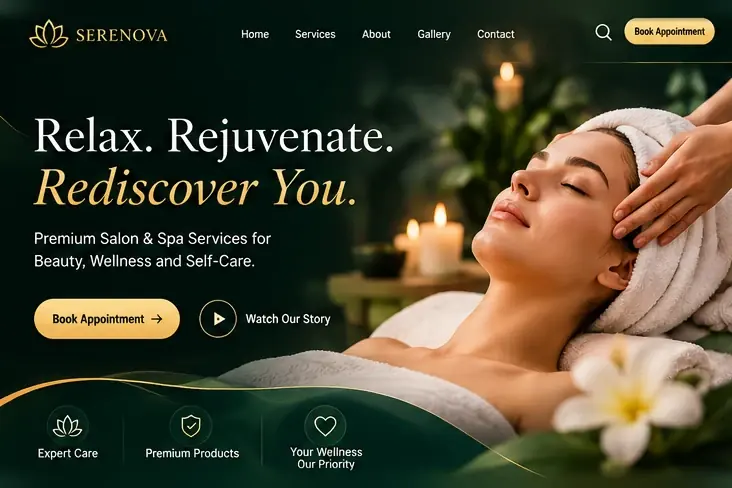 SERENOVA
Home
Services
About
Gallery
Contact
Book Appointment
Relax. Rejuvenate.
Rediscover You.
Premium Salon & Spa Services for
Beauty, Wellness and Self-Care.
Book Appointment
Watch Our Story
Expert Care
Premium Products
Your Wellness
Our Priority